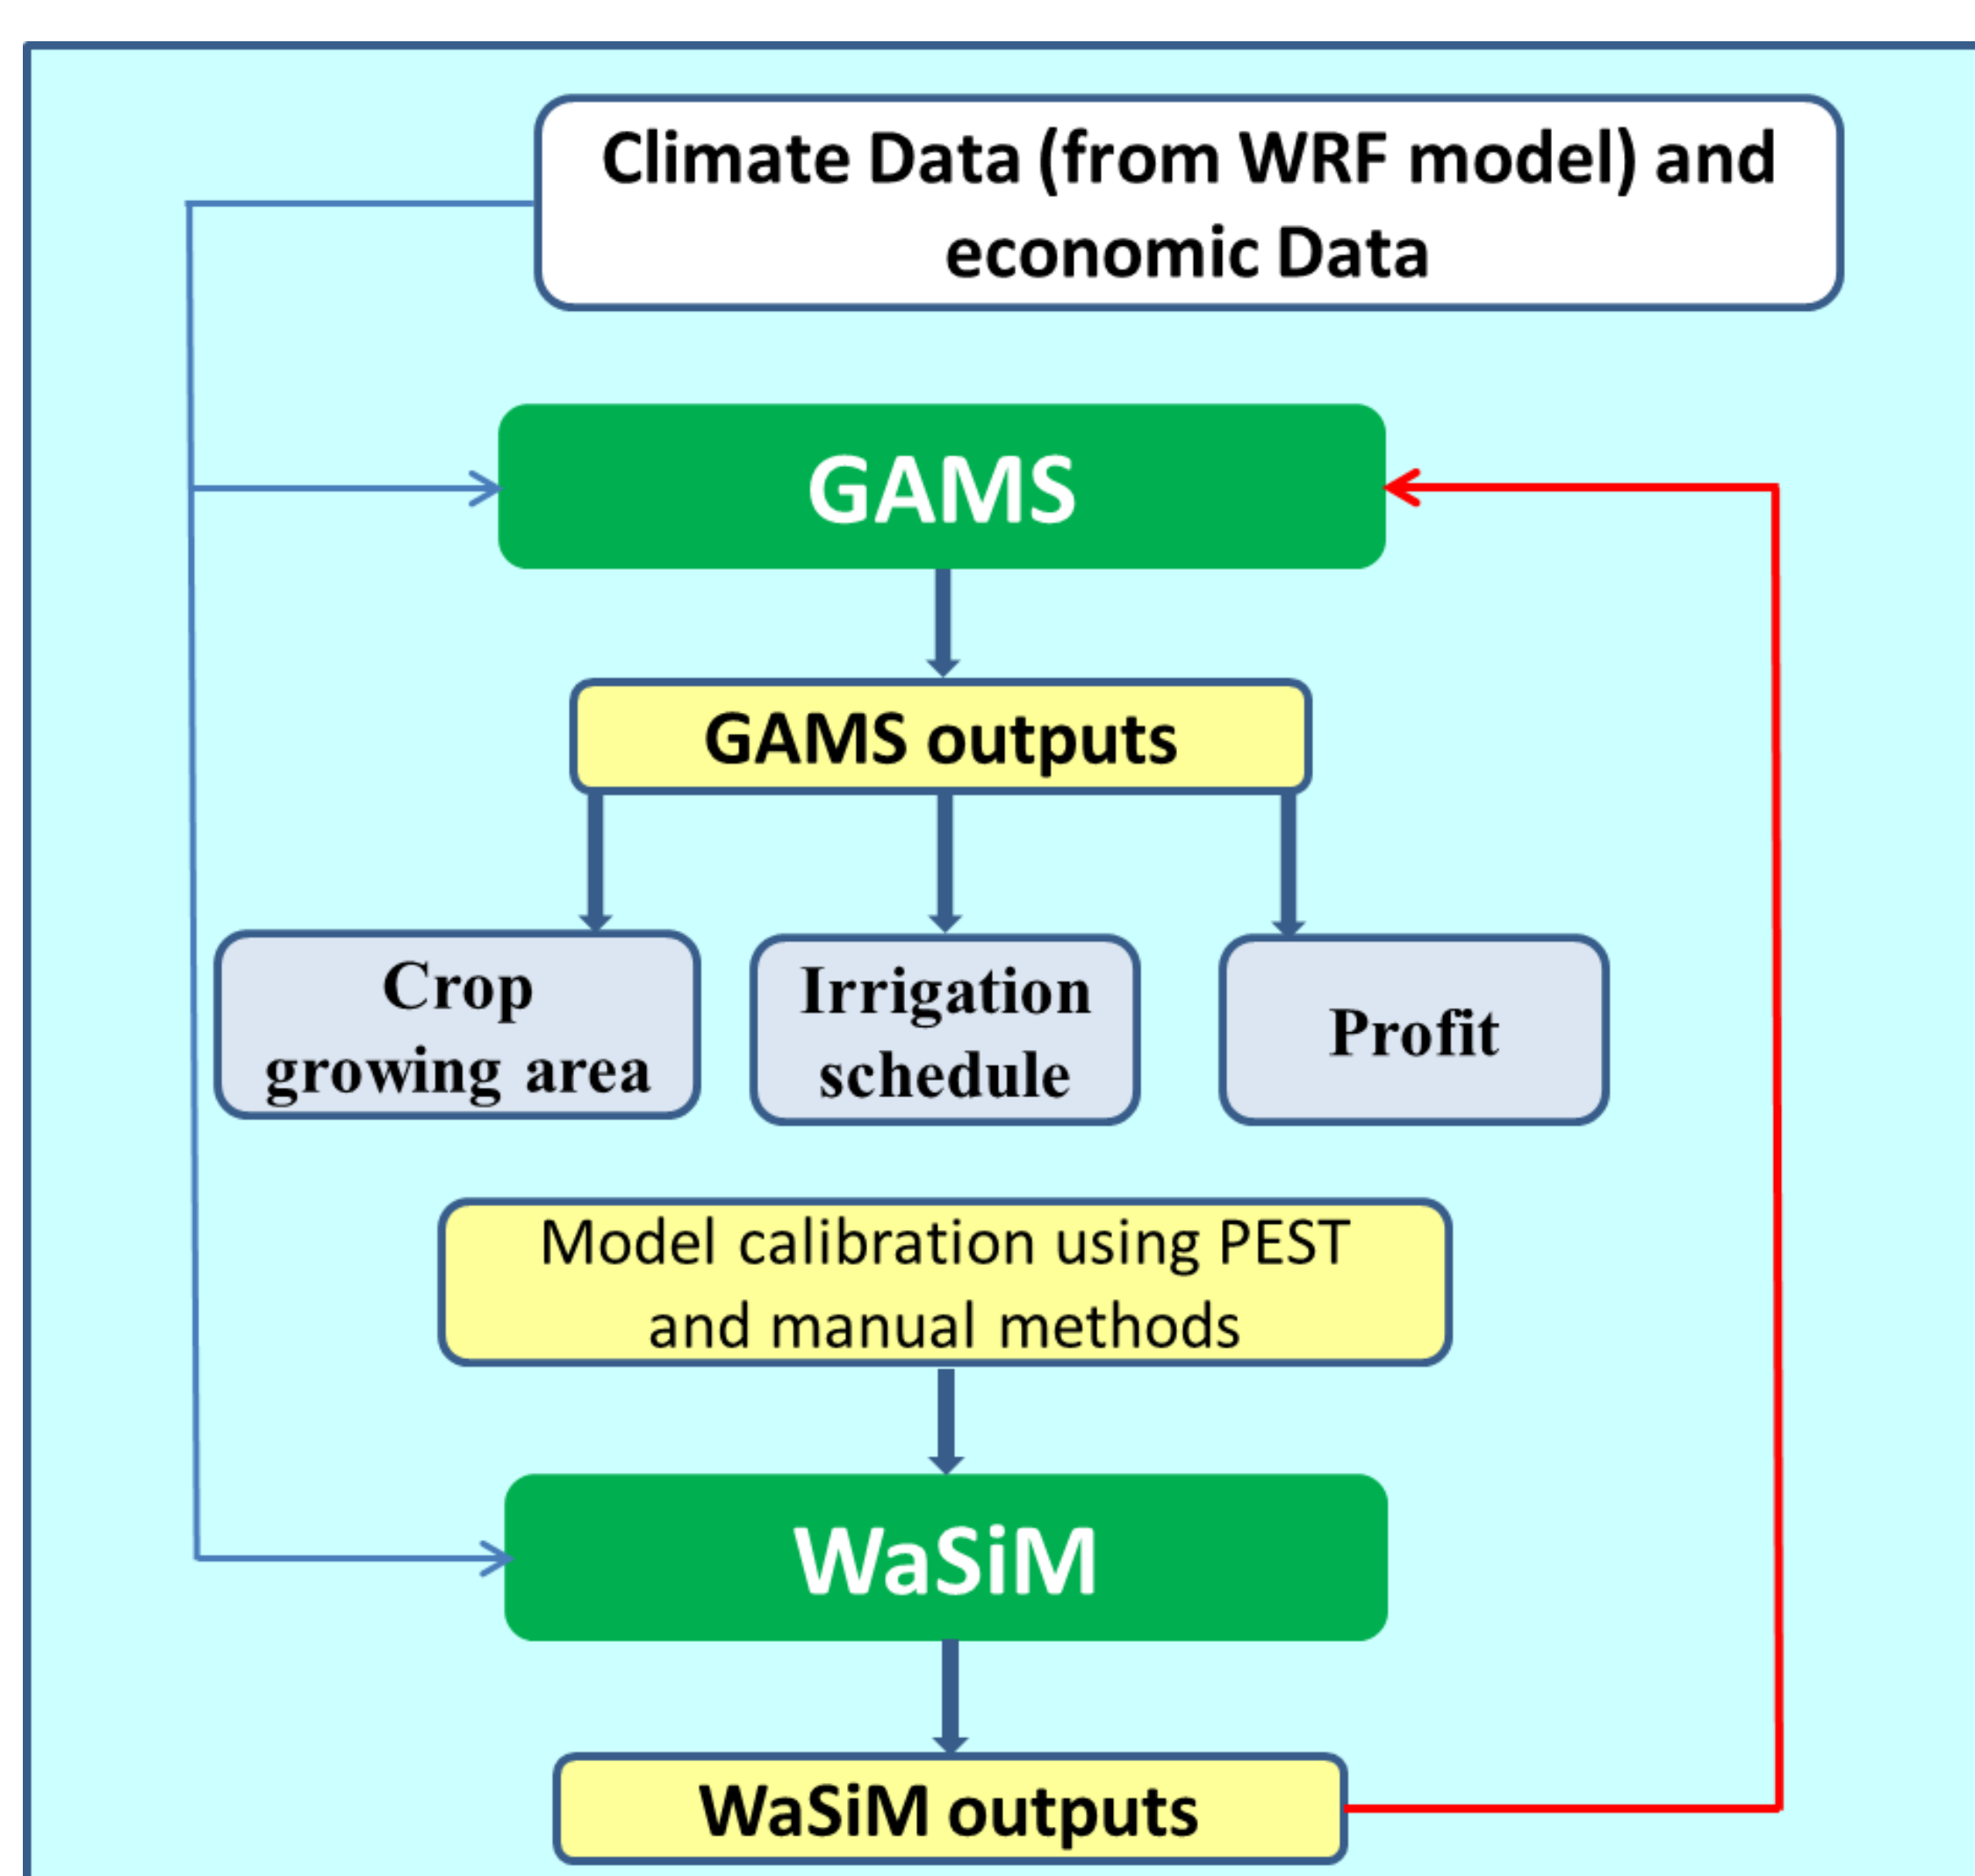 Climate Data (from WRF model) and
economic Data
GAMS
GAMS outputs
Crop
growing area
Irrigation
schedule
Profit
Model calibration using PEST
and manual methods
WaSiM
WaSiM outputs